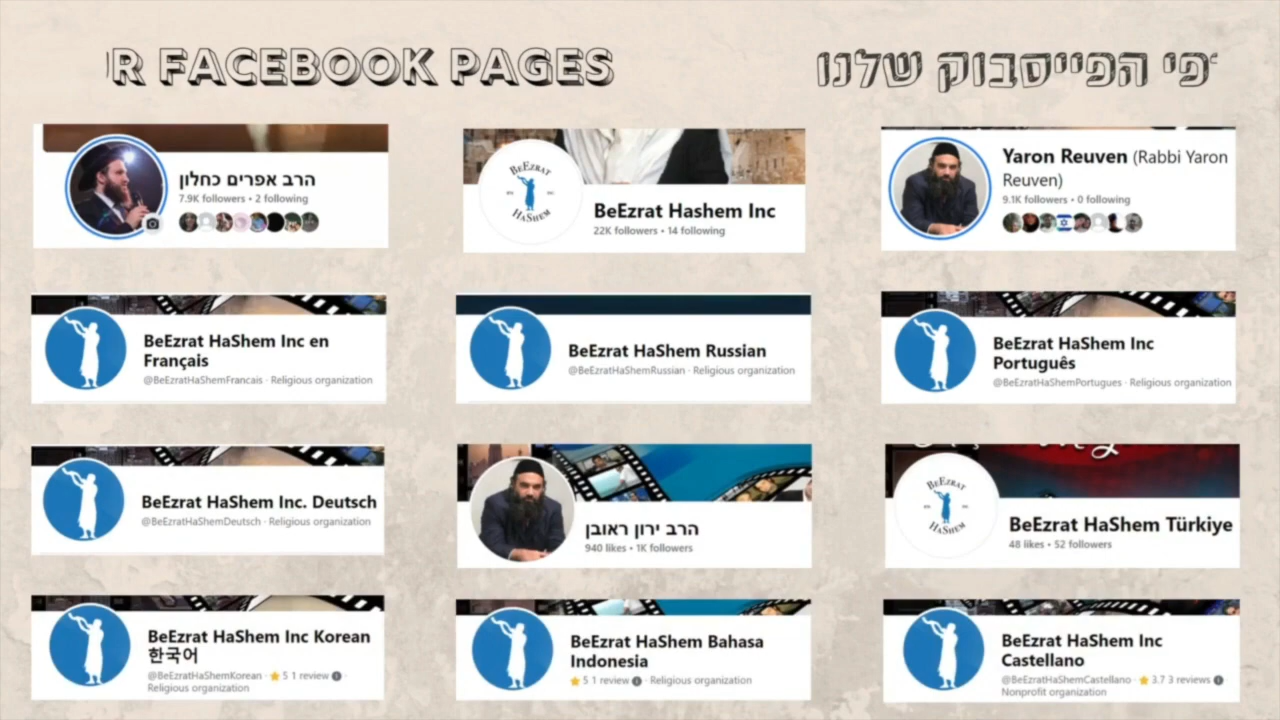 R FACEBOOK PAGES
פי הפייסבוק שלנו
הרב אפרים כחלון
7.9K followers • 2 following
BEEZRAT
HASHEM
BeEzrat Hashem Inc
22K followers • 14 following
Yaron Reuven (Rabbi Yaron
Reuven)
9.1K followers • 0 following
BeEzrat HaShem Inc en
Français
@BeEzratHaShemFrancais · Religious organization
BeEzrat HaShem Russian
@BeEzratHaShemRussian · Religious organization
BeEzrat HaShem Inc
Português
@BeEzratHaShemPortugues · Religious organization
BeEzrat HaShem Inc. Deutsch
@BeEzratHaShemDeutsch · Religious organization
הרב ירון ראובן
940 likes • 1K followers
BEEZRAT
HASHEM
BeEzrat HaShem Türkiye
48 likes • 52 followers
BeEzrat HaShem Inc Korean
한국어
@BeEzratHaShemKorean · ⭐ 5 1 review ·
Religious organization
BeEzrat HaShem Bahasa
Indonesia
⭐ 5 1 review · Religious organization
BeEzrat HaShem Inc
Castellano
@BeEzratHaShemCastellano · ⭐ 3.7 3 reviews
Nonprofit organization